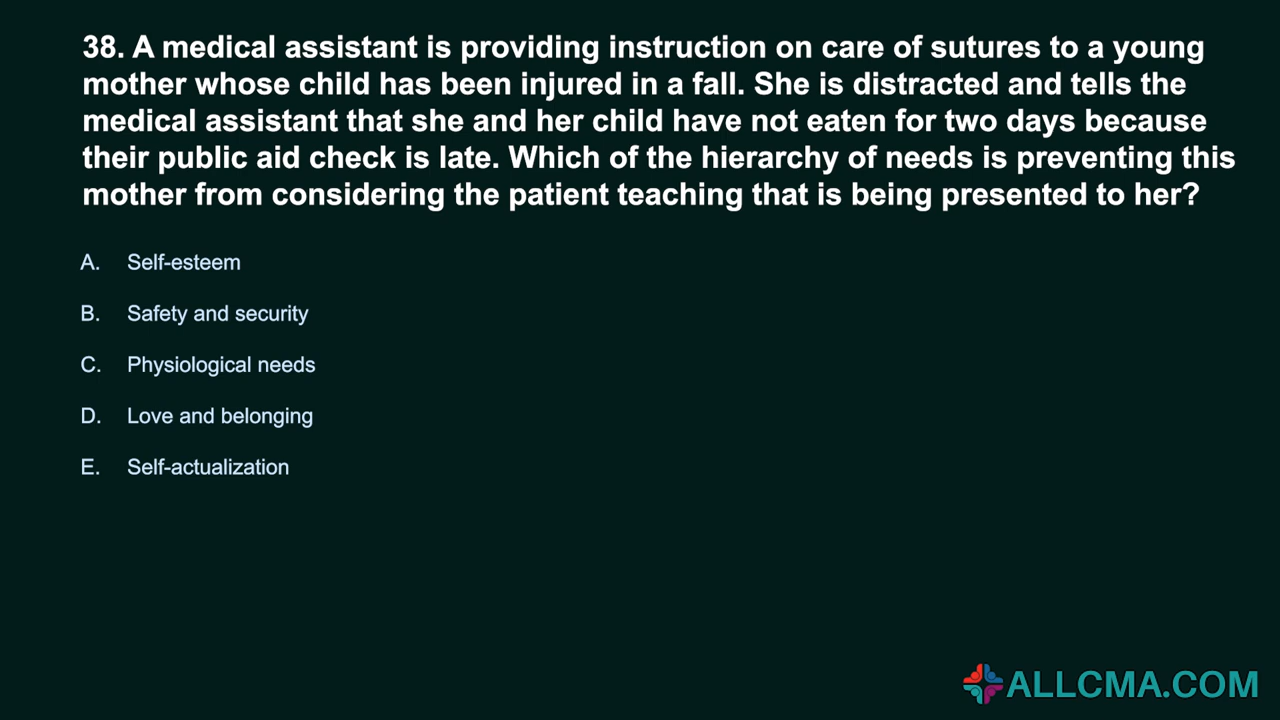 38. A medical assistant is providing instruction on care of sutures to a young
mother whose child has been injured in a fall. She is distracted and tells the
medical assistant that she and her child have not eaten for two days because
their public aid check is late. Which of the hierarchy of needs is preventing this
mother from considering the patient teaching that is being presented to her?
A. Self-esteem
B. Safety and security
C. Physiological needs
D. Love and belonging
E. Self-actualization
ALLCMA.COM